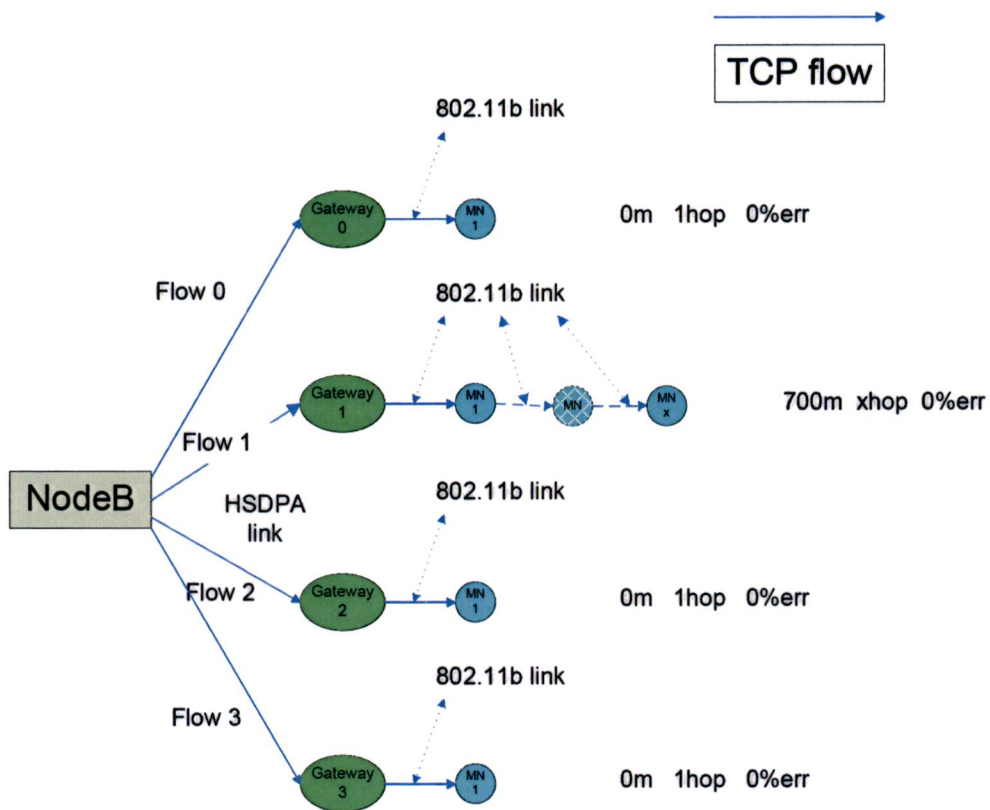 TCP flow
802.11b link
Gateway
0
MN
1
0m 1hop 0%err
Flow 0
802.11b link
Gateway
1
MN
1
MN
MN
x
700m xhop 0%err
Flow 1
NodeB
HSDPA
link
802.11b link
Flow 2
Gateway
2
MN
1
0m 1hop 0%err
802.11b link
Flow 3
Gateway
3
MN
1
0m 1hop 0%err